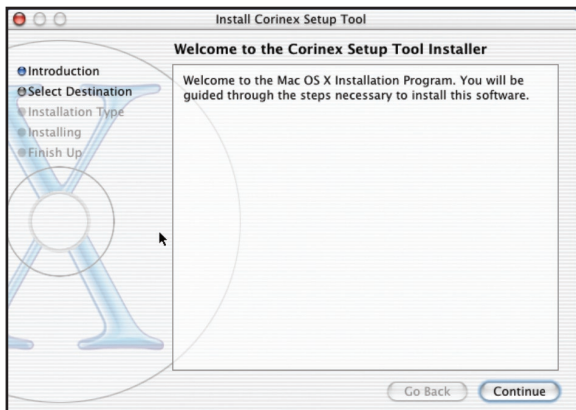 Install Corinex Setup Tool
Welcome to the Corinex Setup Tool Installer
Introduction
Select Destination
Installation Type
Installing
Finish Up
Welcome to the Mac OS X Installation Program. You will be
guided through the steps necessary to install this software.
Go Back
Continue